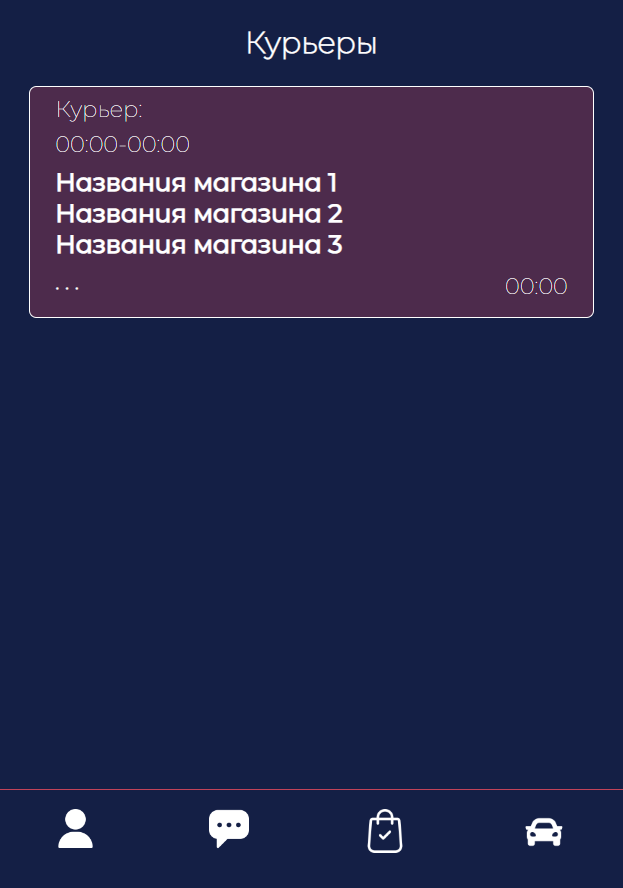 Курьеры
Курьер:
00:00-00:00
Названия магазина 1
Названия магазина 2
Названия магазина 3
...
00:00